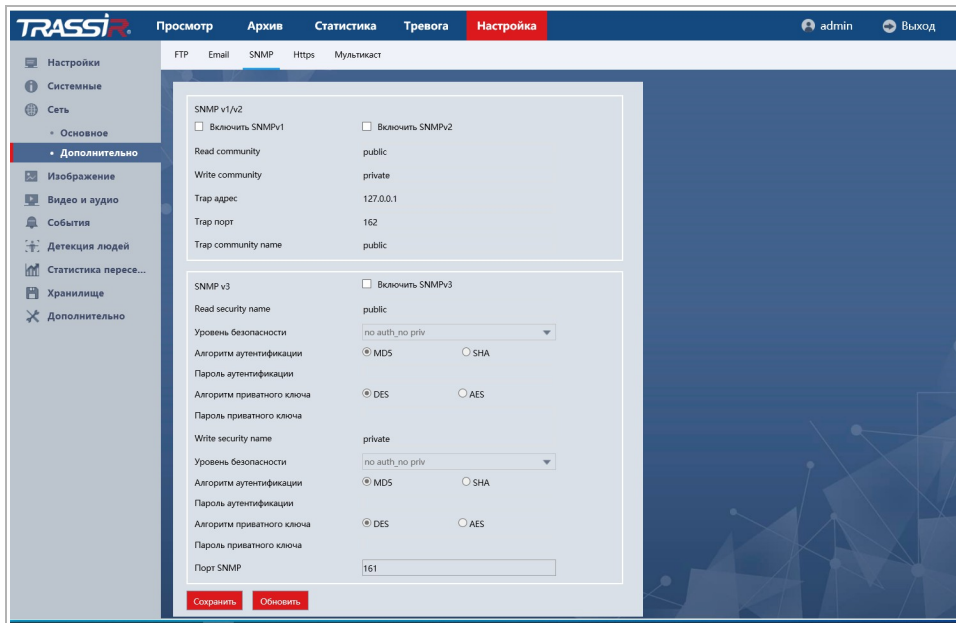 TRASSIR
Просмотр Архив Статистика Тревога Настройка admin Выход
FTP Email SNMP Https Мультикаст
Настройки
Системные
Сеть
Основное
Дополнительно
Изображение
Видео и аудио
События
Детекция людей
Статистика пересе...
Хранилище
Дополнительно
SNMP v1/v2
Включить SNMPv1 Включить SNMPv2
Read community public
Write community private
Trap адрес 127.0.0.1
Trap порт 162
Trap community name public
SNMP v3 Включить SNMPv3
Read security name public
Уровень безопасности no auth_no priv
Алгоритм аутентификации MD5 SHA
Пароль аутентификации
Алгоритм приватного ключа DES AES
Пароль приватного ключа
Write security name private
Уровень безопасности no auth_no priv
Алгоритм аутентификации MD5 SHA
Пароль аутентификации
Алгоритм приватного ключа DES AES
Пароль приватного ключа
Порт SNMP 161
Сохранить Обновить